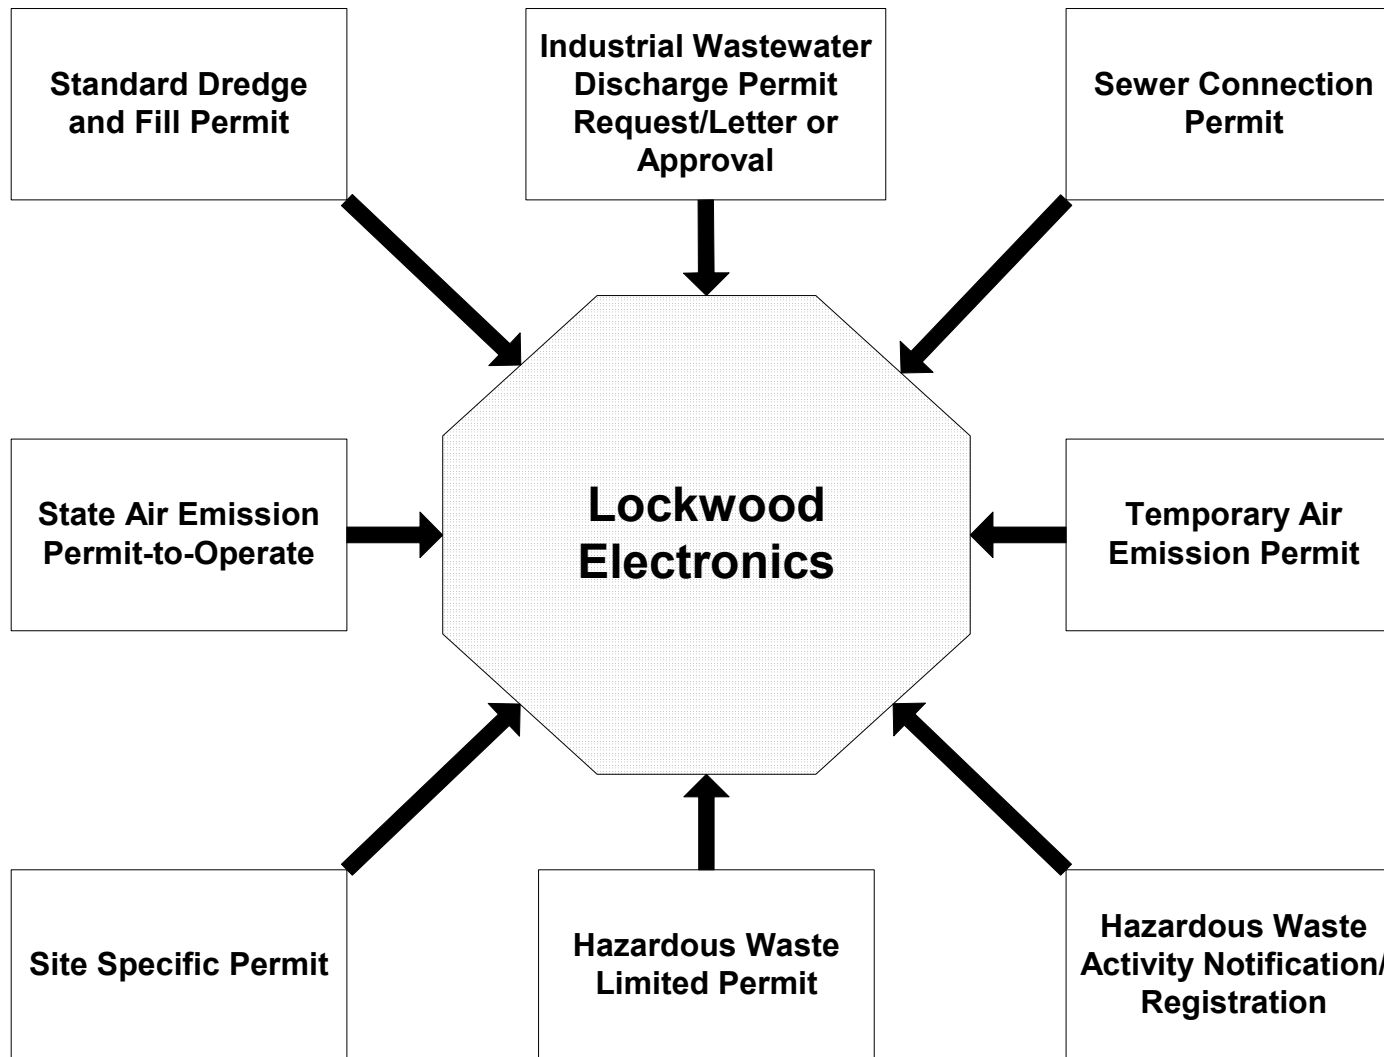 Standard Dredge
and Fill Permit
Industrial Wastewater
Discharge Permit
Request/Letter or
Approval
Sewer Connection
Permit
State Air Emission
Permit-to-Operate
Lockwood
Electronics
Temporary Air
Emission Permit
Site Specific Permit
Hazardous Waste
Limited Permit
Hazardous Waste
Activity Notification/
Registration